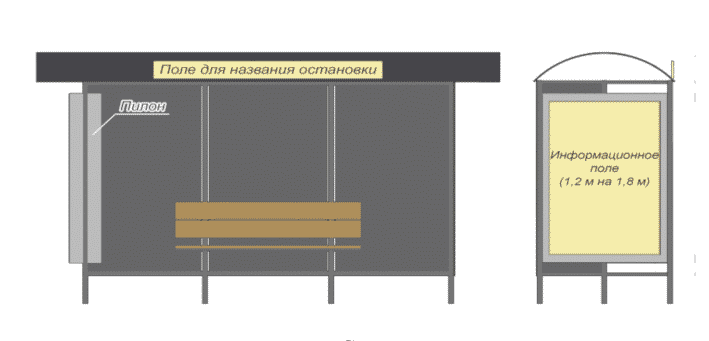 Поле для названия остановки
Пилон
Информационное
поле
(1,2 м на 1,8 м)